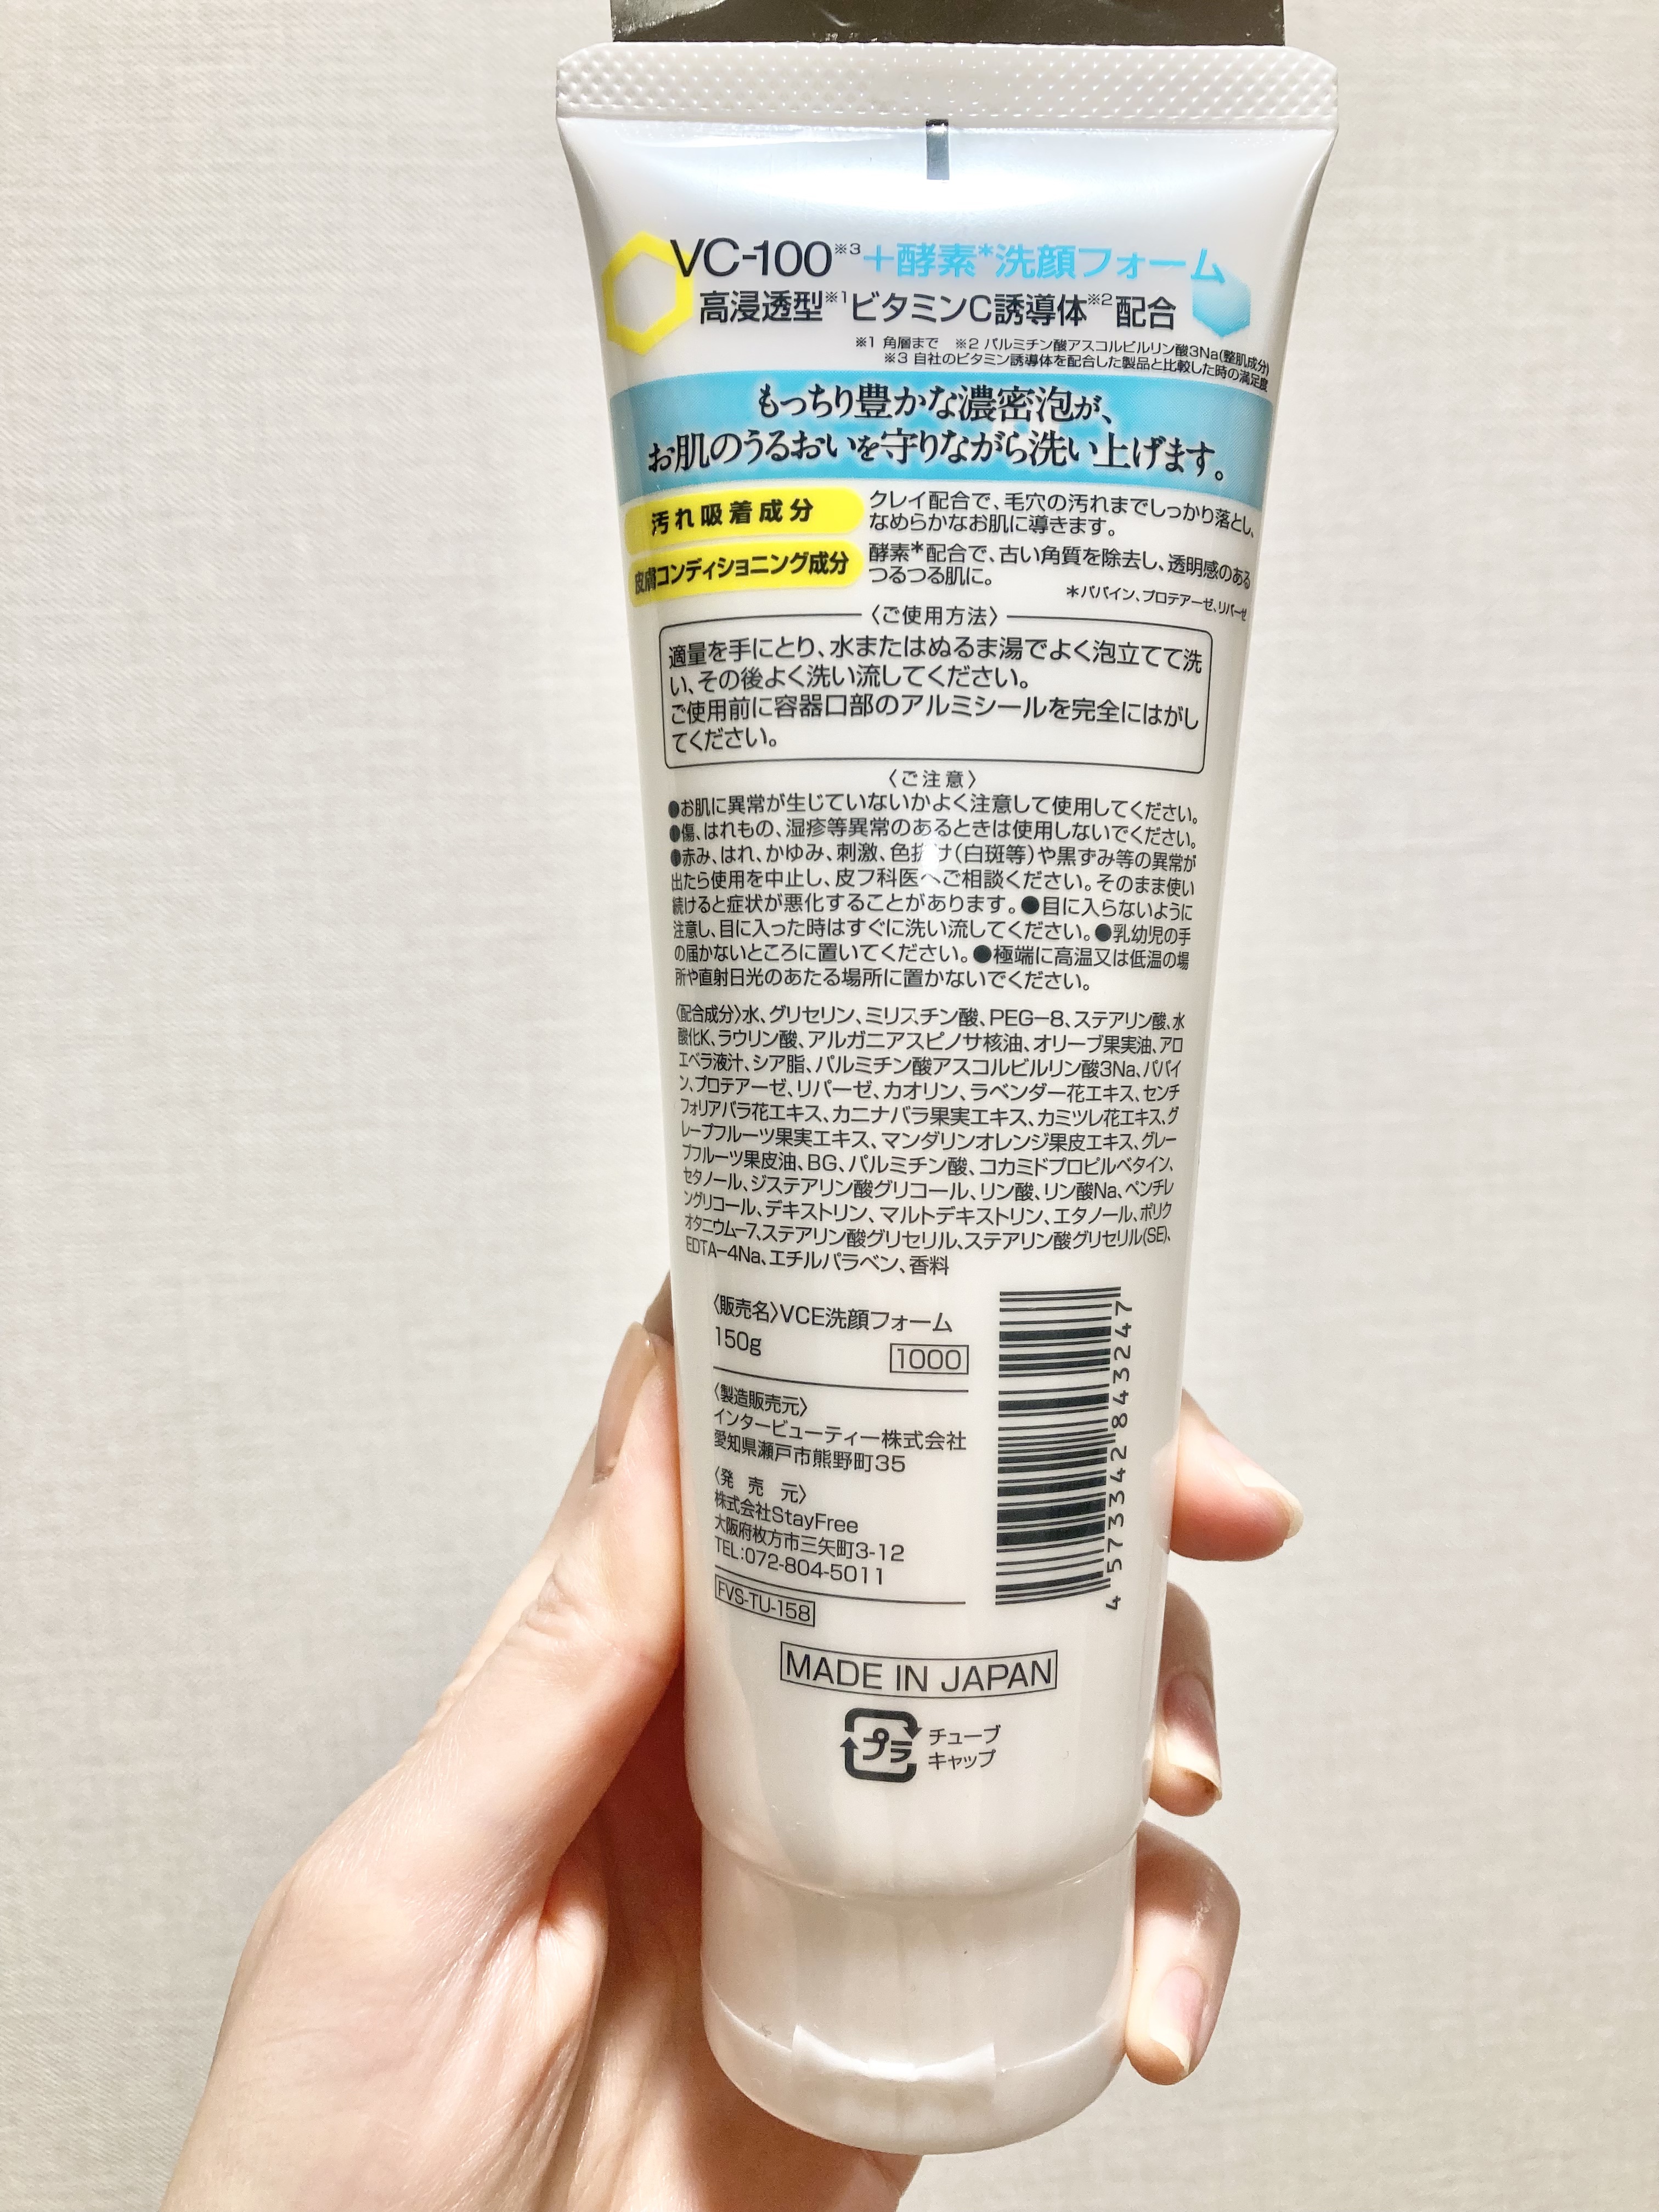 VC-100※3+酵素*洗顔フォーム
高浸透型※1ビタミンC誘導体※2配合
※1 角層まで ※2 パルミチン酸アスコルビルリン酸3Na(整肌成分)
※3 自社のビタミン誘導体を配合した製品と比較した時の満足度
もっちり豊かな濃密泡が、
お肌のうるおいを守りながら洗い上げます。
汚れ吸着成分
クレイ配合で、毛穴の汚れまでしっかり落とし、
なめらかなお肌に導きます。
皮膚コンディショニング成分
酵素*配合で、古い角質を除去し、透明感のある
つるつる肌に。
*パパイン、プロテアーゼ、リパーゼ
〈ご使用方法〉
適量を手にとり、水またはぬるま湯でよく泡立てて洗
い、その後よく洗い流してください。
ご使用前に容器口部のアルミシールを完全にはがし
てください。
〈ご注意〉
●お肌に異常が生じていないかよく注意して使用してください。
●傷、はれもの、湿疹等異常のあるときは使用しないでください。
●赤み、はれ、かゆみ、刺激、色抜け(白斑等)や黒ずみ等の異常が
出たら使用を中止し、皮フ科医へご相談ください。そのまま使い
続けると症状が悪化することがあります。●目に入らないように
注意し、目に入った時はすぐに洗い流してください。●乳幼児の手
の届かないところに置いてください。●極端に高温又は低温の場
所や直射日光のあたる場所に置かないでください。
〈配合成分〉水、グリセリン、ミリスチン酸、PEG-8、ステアリン酸、水
酸化K、ラウリン酸、アルガニアスピノサ核油、オリーブ果実油、アロ
エベラ液汁、シア脂、パルミチン酸アスコルビルリン酸3Na、パパイ
ン、プロテアーゼ、リパーゼ、カオリン、ラベンダー花エキス、センチ
フォリアバラ花エキス、カニナバラ果実エキス、カミツレ花エキス、グ
レープフルーツ果実エキス、マンダリンオレンジ果皮エキス、グレー
プフルーツ果皮油、BG、パルミチン酸、コカミドプロピルベタイン、
セタノール、ジステアリン酸グリコール、リン酸、リン酸Na、ペンチレ
ングリコール、デキストリン、マルトデキストリン、エタノール、ポリク
オタニウム-7、ステアリン酸グリセリル、ステアリン酸グリセリル(SE)、
EDTA-4Na、エチルパラベン、香料
〈販売名〉VCE洗顔フォーム
150g
1000
〈製造販売元〉
インタービューティー株式会社
愛知県瀬戸市熊野町35
〈発 売 元〉
株式会社StayFree
大阪府枚方市三矢町3-12
TEL:072-804-5011
FVS-TU-158
4573342843247
MADE IN JAPAN
プラ
チューブ
キャップ